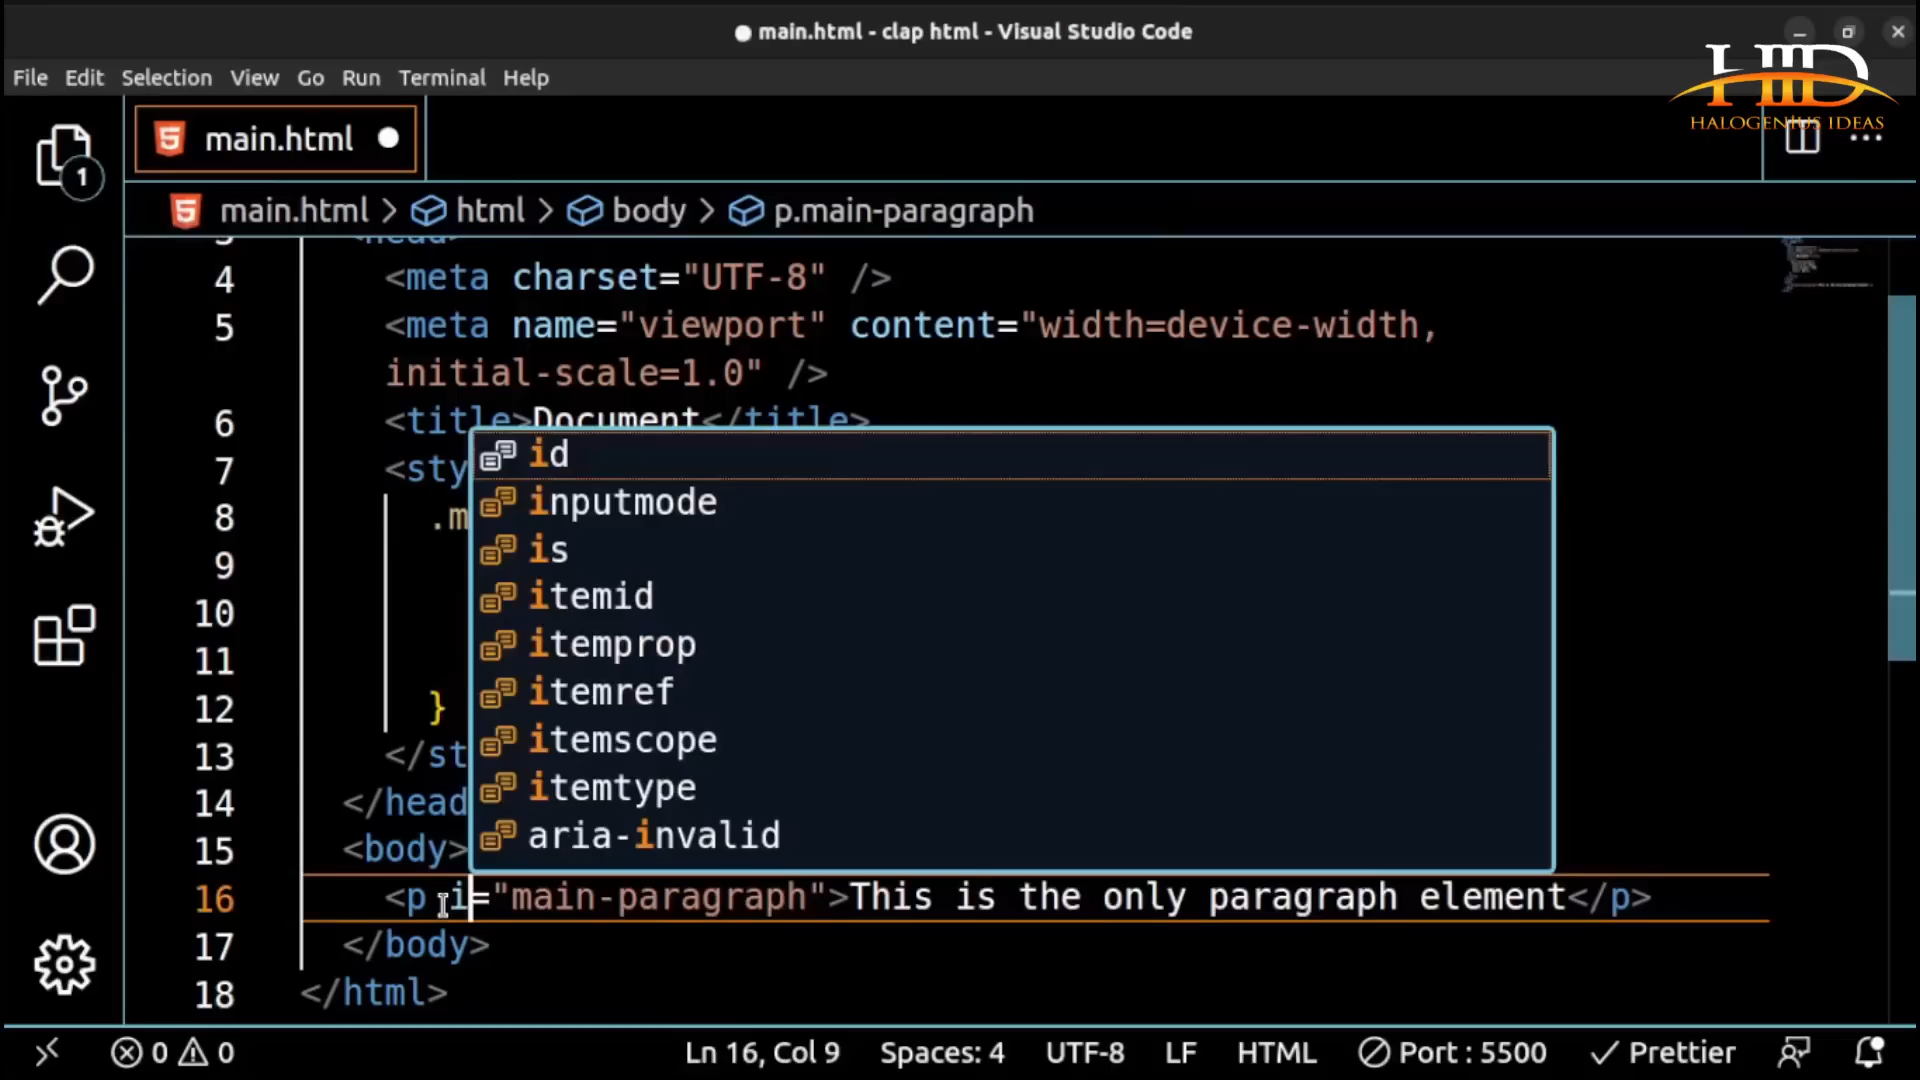 main.html - clap html - Visual Studio Code
File Edit Selection View Go Run Terminal Help
HID
HALOGENIUS IDEAS
main.html
1
main.html > html > body > p.main-paragraph
4 <meta charset="UTF-8" />
5 <meta name="viewport" content="width=device-width,
initial-scale=1.0" />
6 <title>Document</title>
7 <sty
8 .m
9
10
11
12 }
13 </st
14 </head
15 <body>
id
inputmode
is
itemid
itemprop
itemref
itemscope
itemtype
aria-invalid
16 <p i="main-paragraph">This is the only paragraph element</p>
17 </body>
18 </html>
0 0 Ln 16, Col 9 Spaces: 4 UTF-8 LF HTML Port : 5500 Prettier